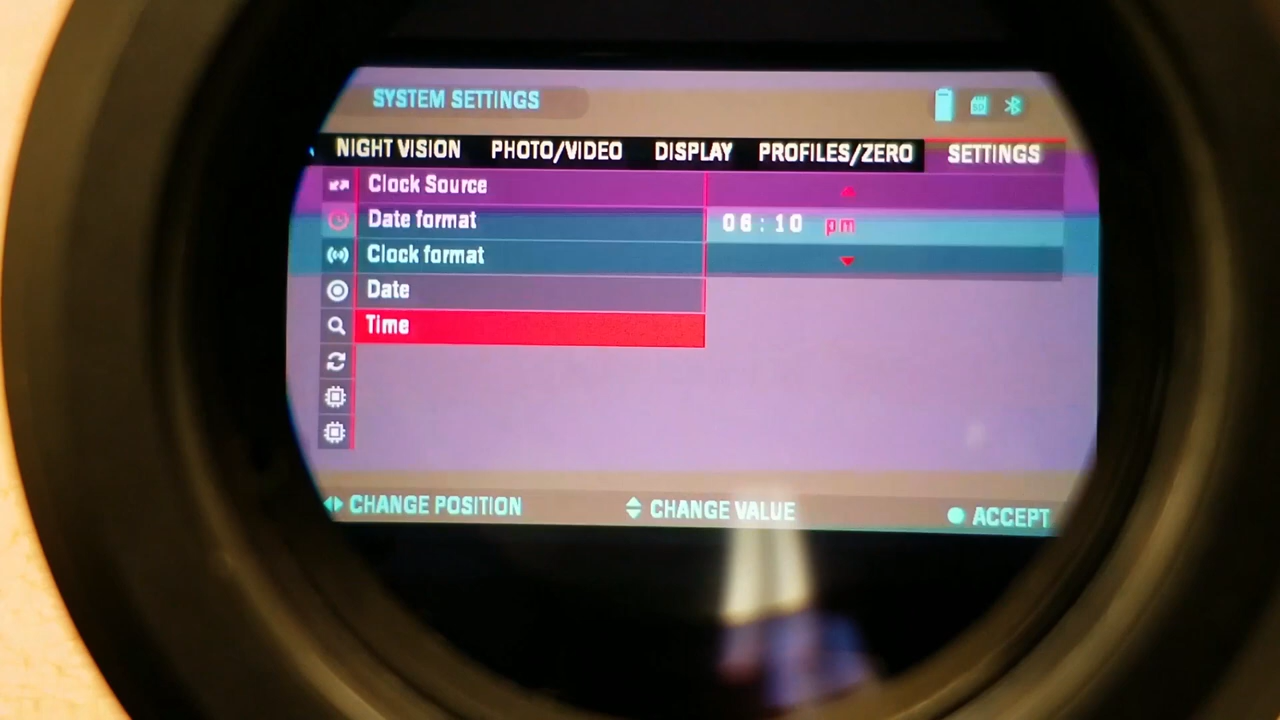 SYSTEM SETTINGS
NIGHT VISION PHOTO/VIDEO DISPLAY PROFILES/ZERO SETTINGS
Clock Source
Date format 06:10 pm
Clock format
Date
Time
CHANGE POSITION CHANGE VALUE ACCEPT